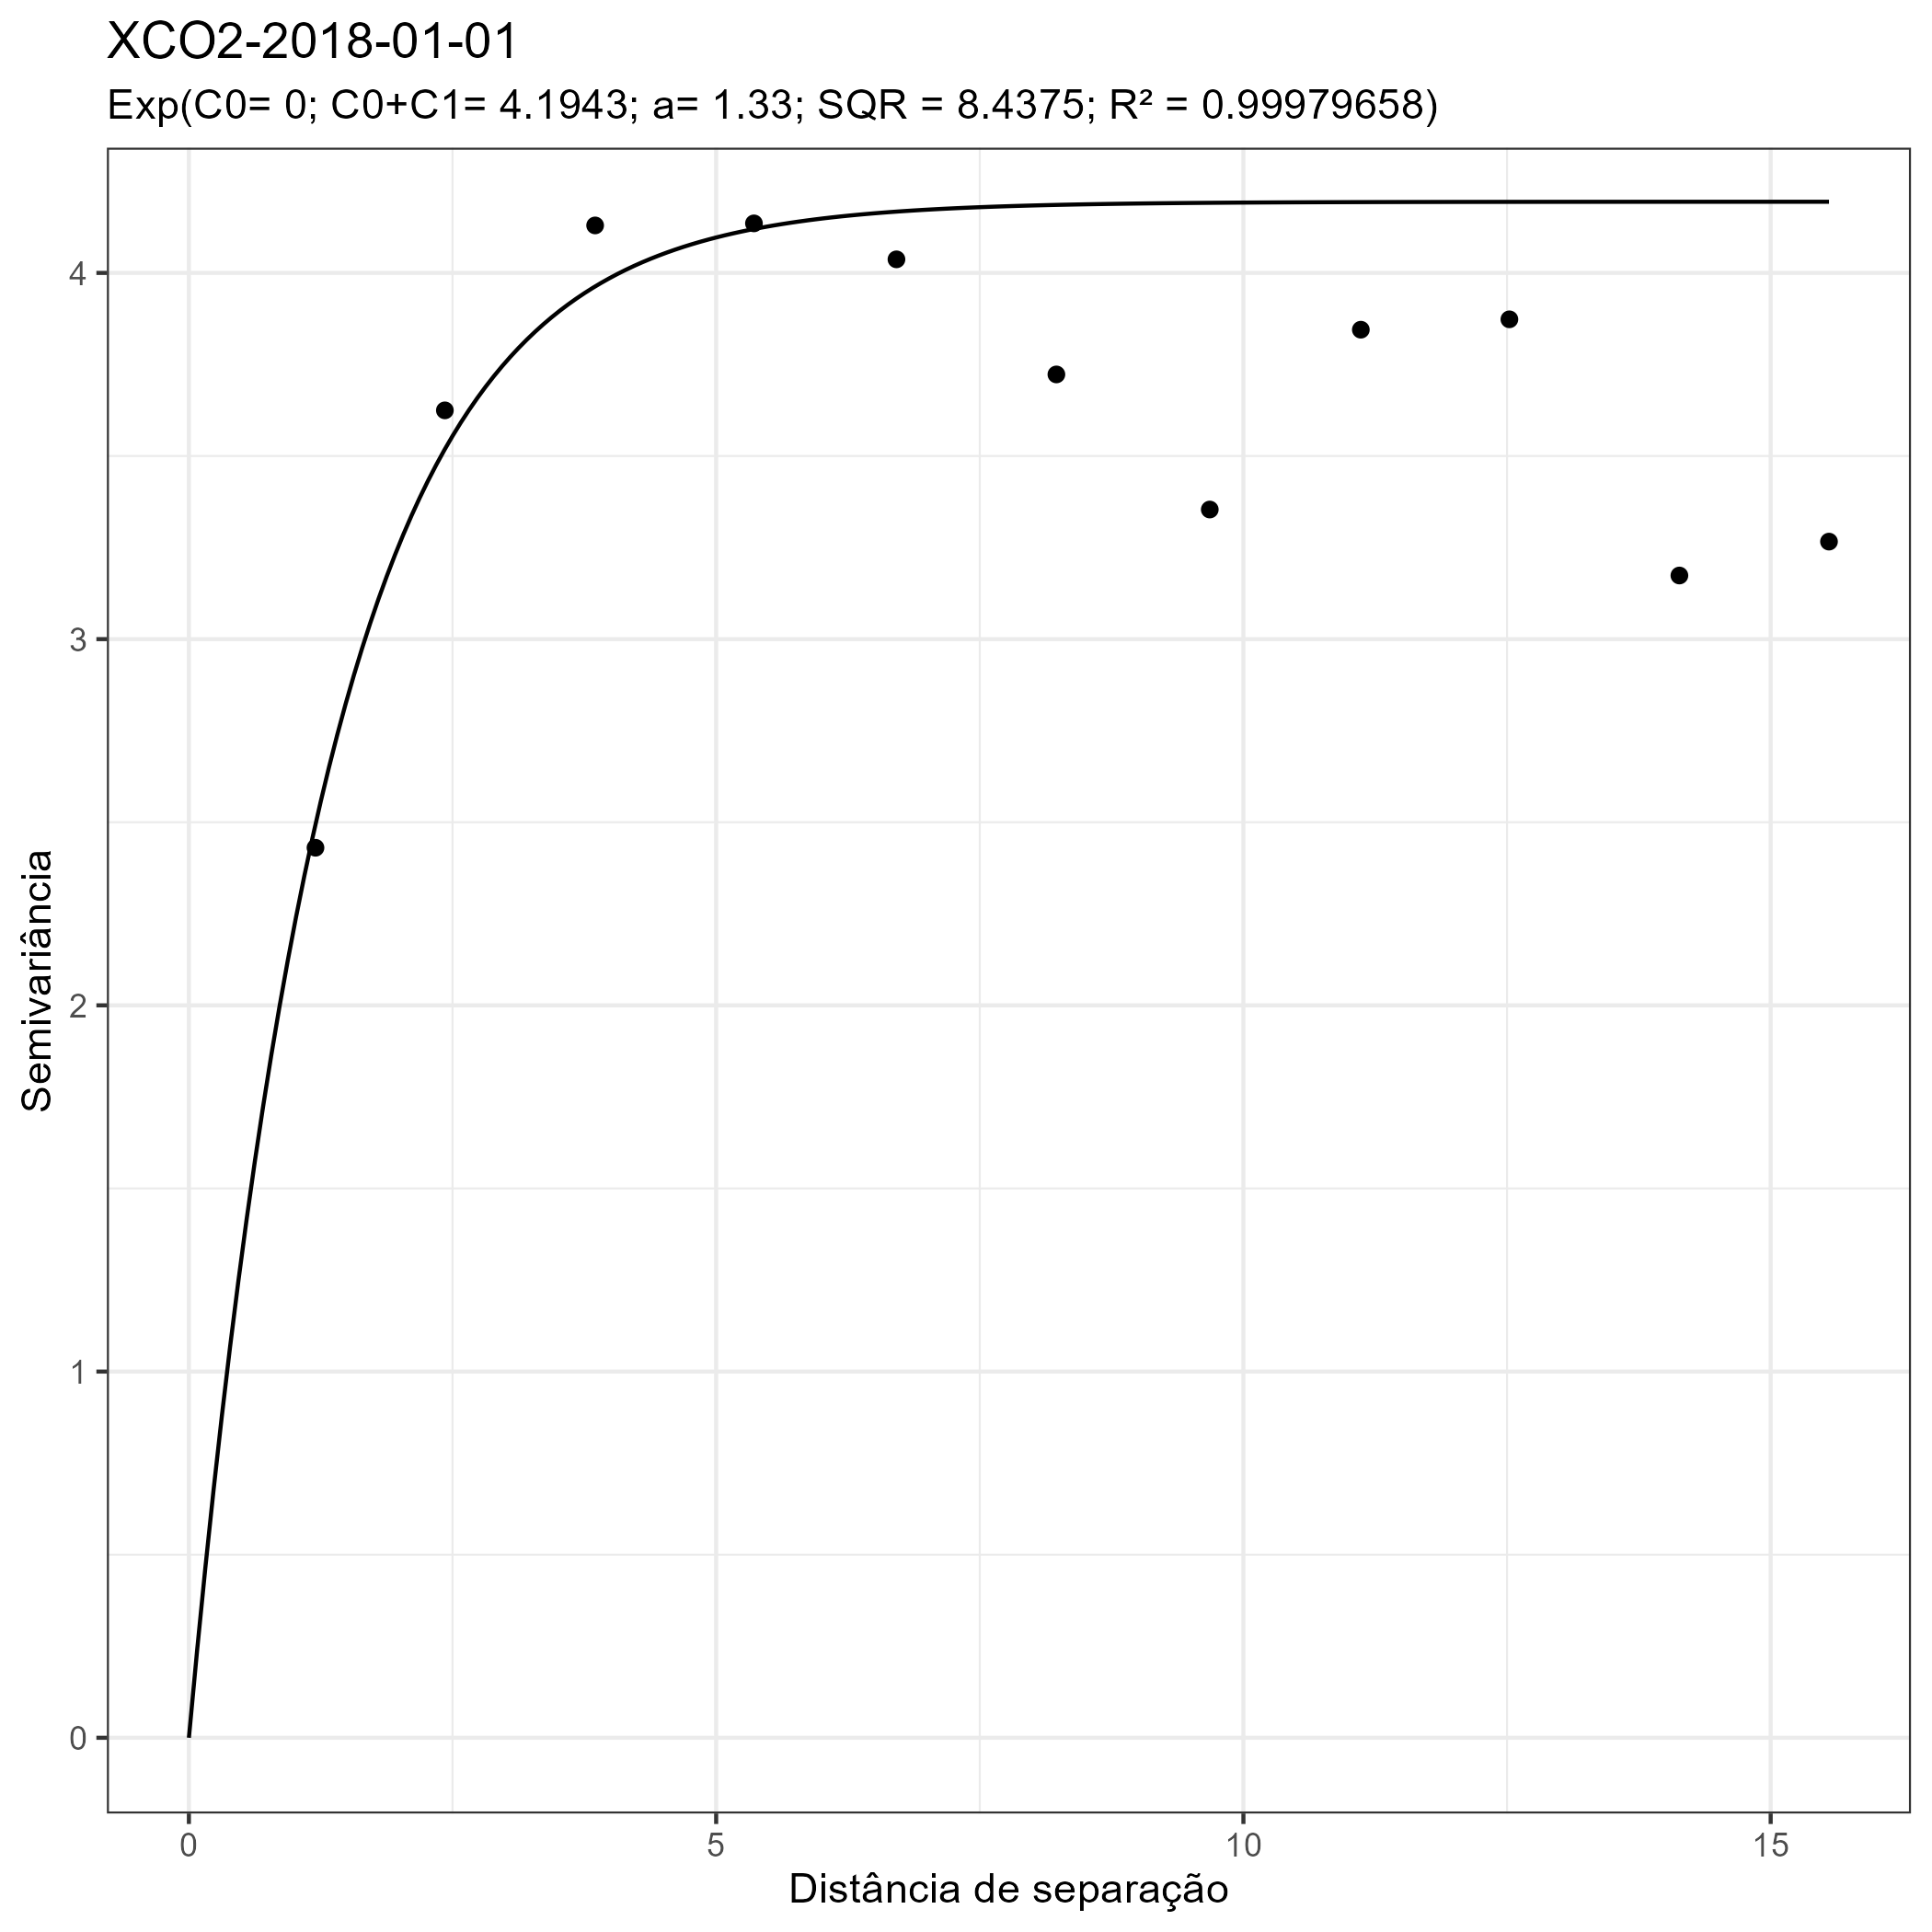 XCO2-2018-01-01
Exp(C0= 0; C0+C1= 4.1943; a= 1.33; SQR = 8.4375; R² = 0.99979658)
4
3
2
1
0
Semivariância
0 5 10 15
Distância de separação